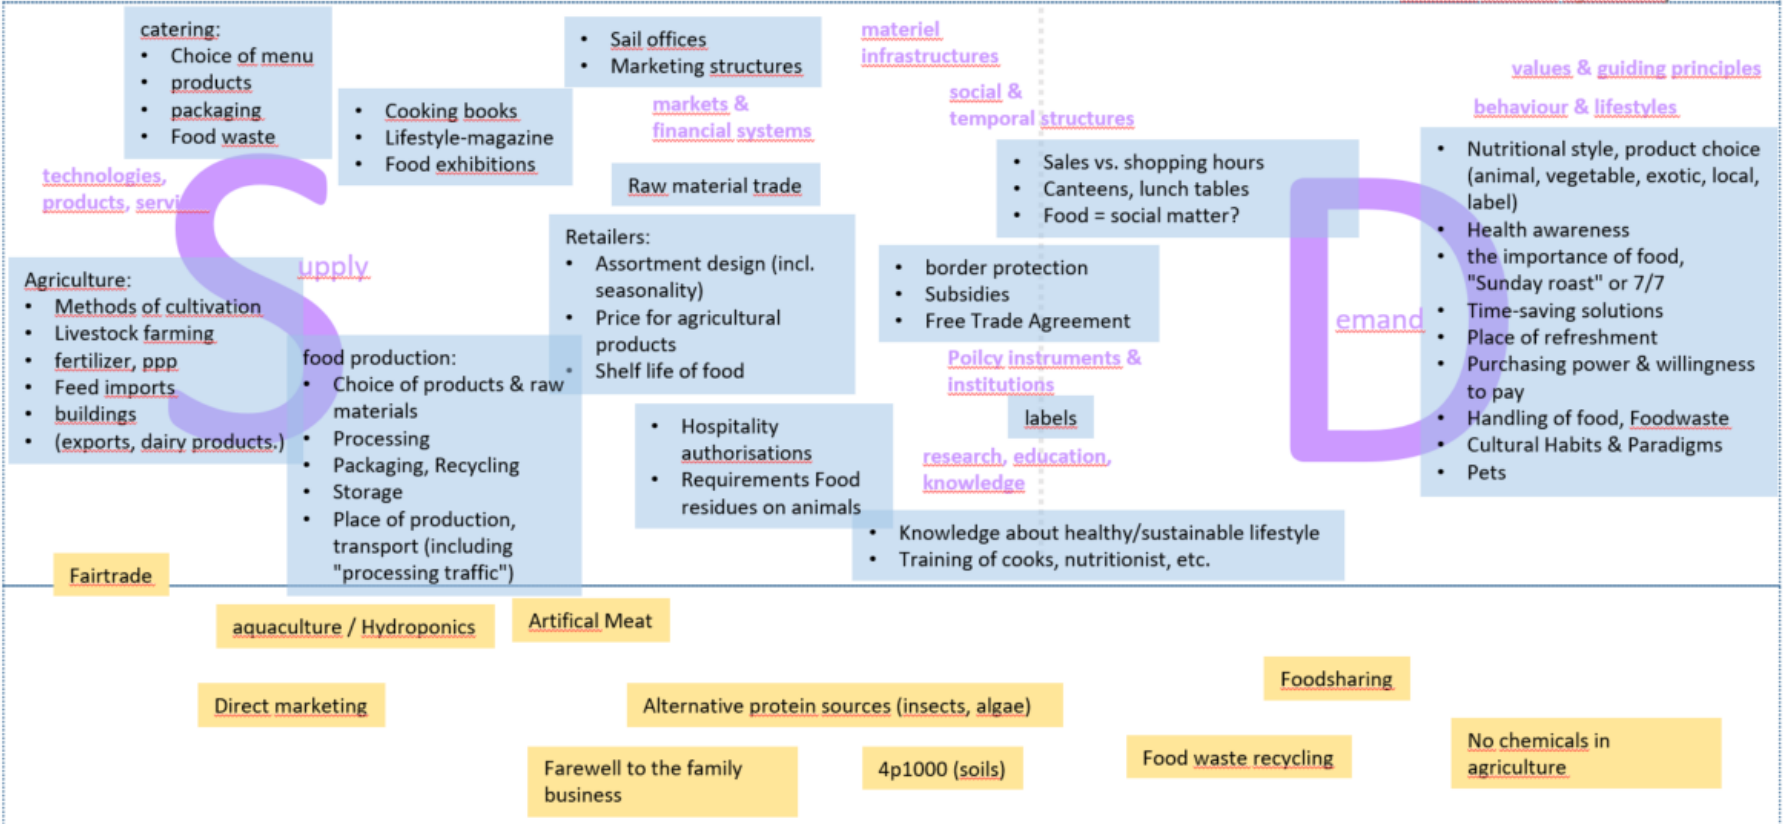 catering:
• Choice of menu
• products
• packaging
• Food waste
• Cooking books
• Lifestyle-magazine
• Food exhibitions
• Sail offices
• Marketing structures
markets &
financial systems
Raw material trade
materiel
infrastructures
social &
temporal structures
values & guiding principles
behaviour & lifestyles
technologies,
products, servi
S
upply
Agriculture:
• Methods of cultivation
• Livestock farming
• fertilizer, ppp
• Feed imports
• buildings
• (exports, dairy products.)
food production:
• Choice of products & raw
materials
• Processing
• Packaging, Recycling
• Storage
• Place of production,
transport (including
"processing traffic")
Retailers:
• Assortment design (incl.
seasonality)
• Price for agricultural
products
• Shelf life of food
• Hospitality
authorisations
• Requirements Food
residues on animals
• Sales vs. shopping hours
• Canteens, lunch tables
• Food = social matter?
• border protection
• Subsidies
• Free Trade Agreement
Poilcy instruments &
institutions
labels
research, education,
knowledge
• Knowledge about healthy/sustainable lifestyle
• Training of cooks, nutritionist, etc.
D
emand
• Nutritional style, product choice
(animal, vegetable, exotic, local,
label)
• Health awareness
• the importance of food,
"Sunday roast" or 7/7
• Time-saving solutions
• Place of refreshment
• Purchasing power & willingness
to pay
• Handling of food, Foodwaste
• Cultural Habits & Paradigms
• Pets
Fairtrade
aquaculture / Hydroponics
Artifical Meat
Direct marketing
Alternative protein sources (insects, algae)
Foodsharing
Farewell to the family
business
4p1000 (soils)
Food waste recycling
No chemicals in
agriculture